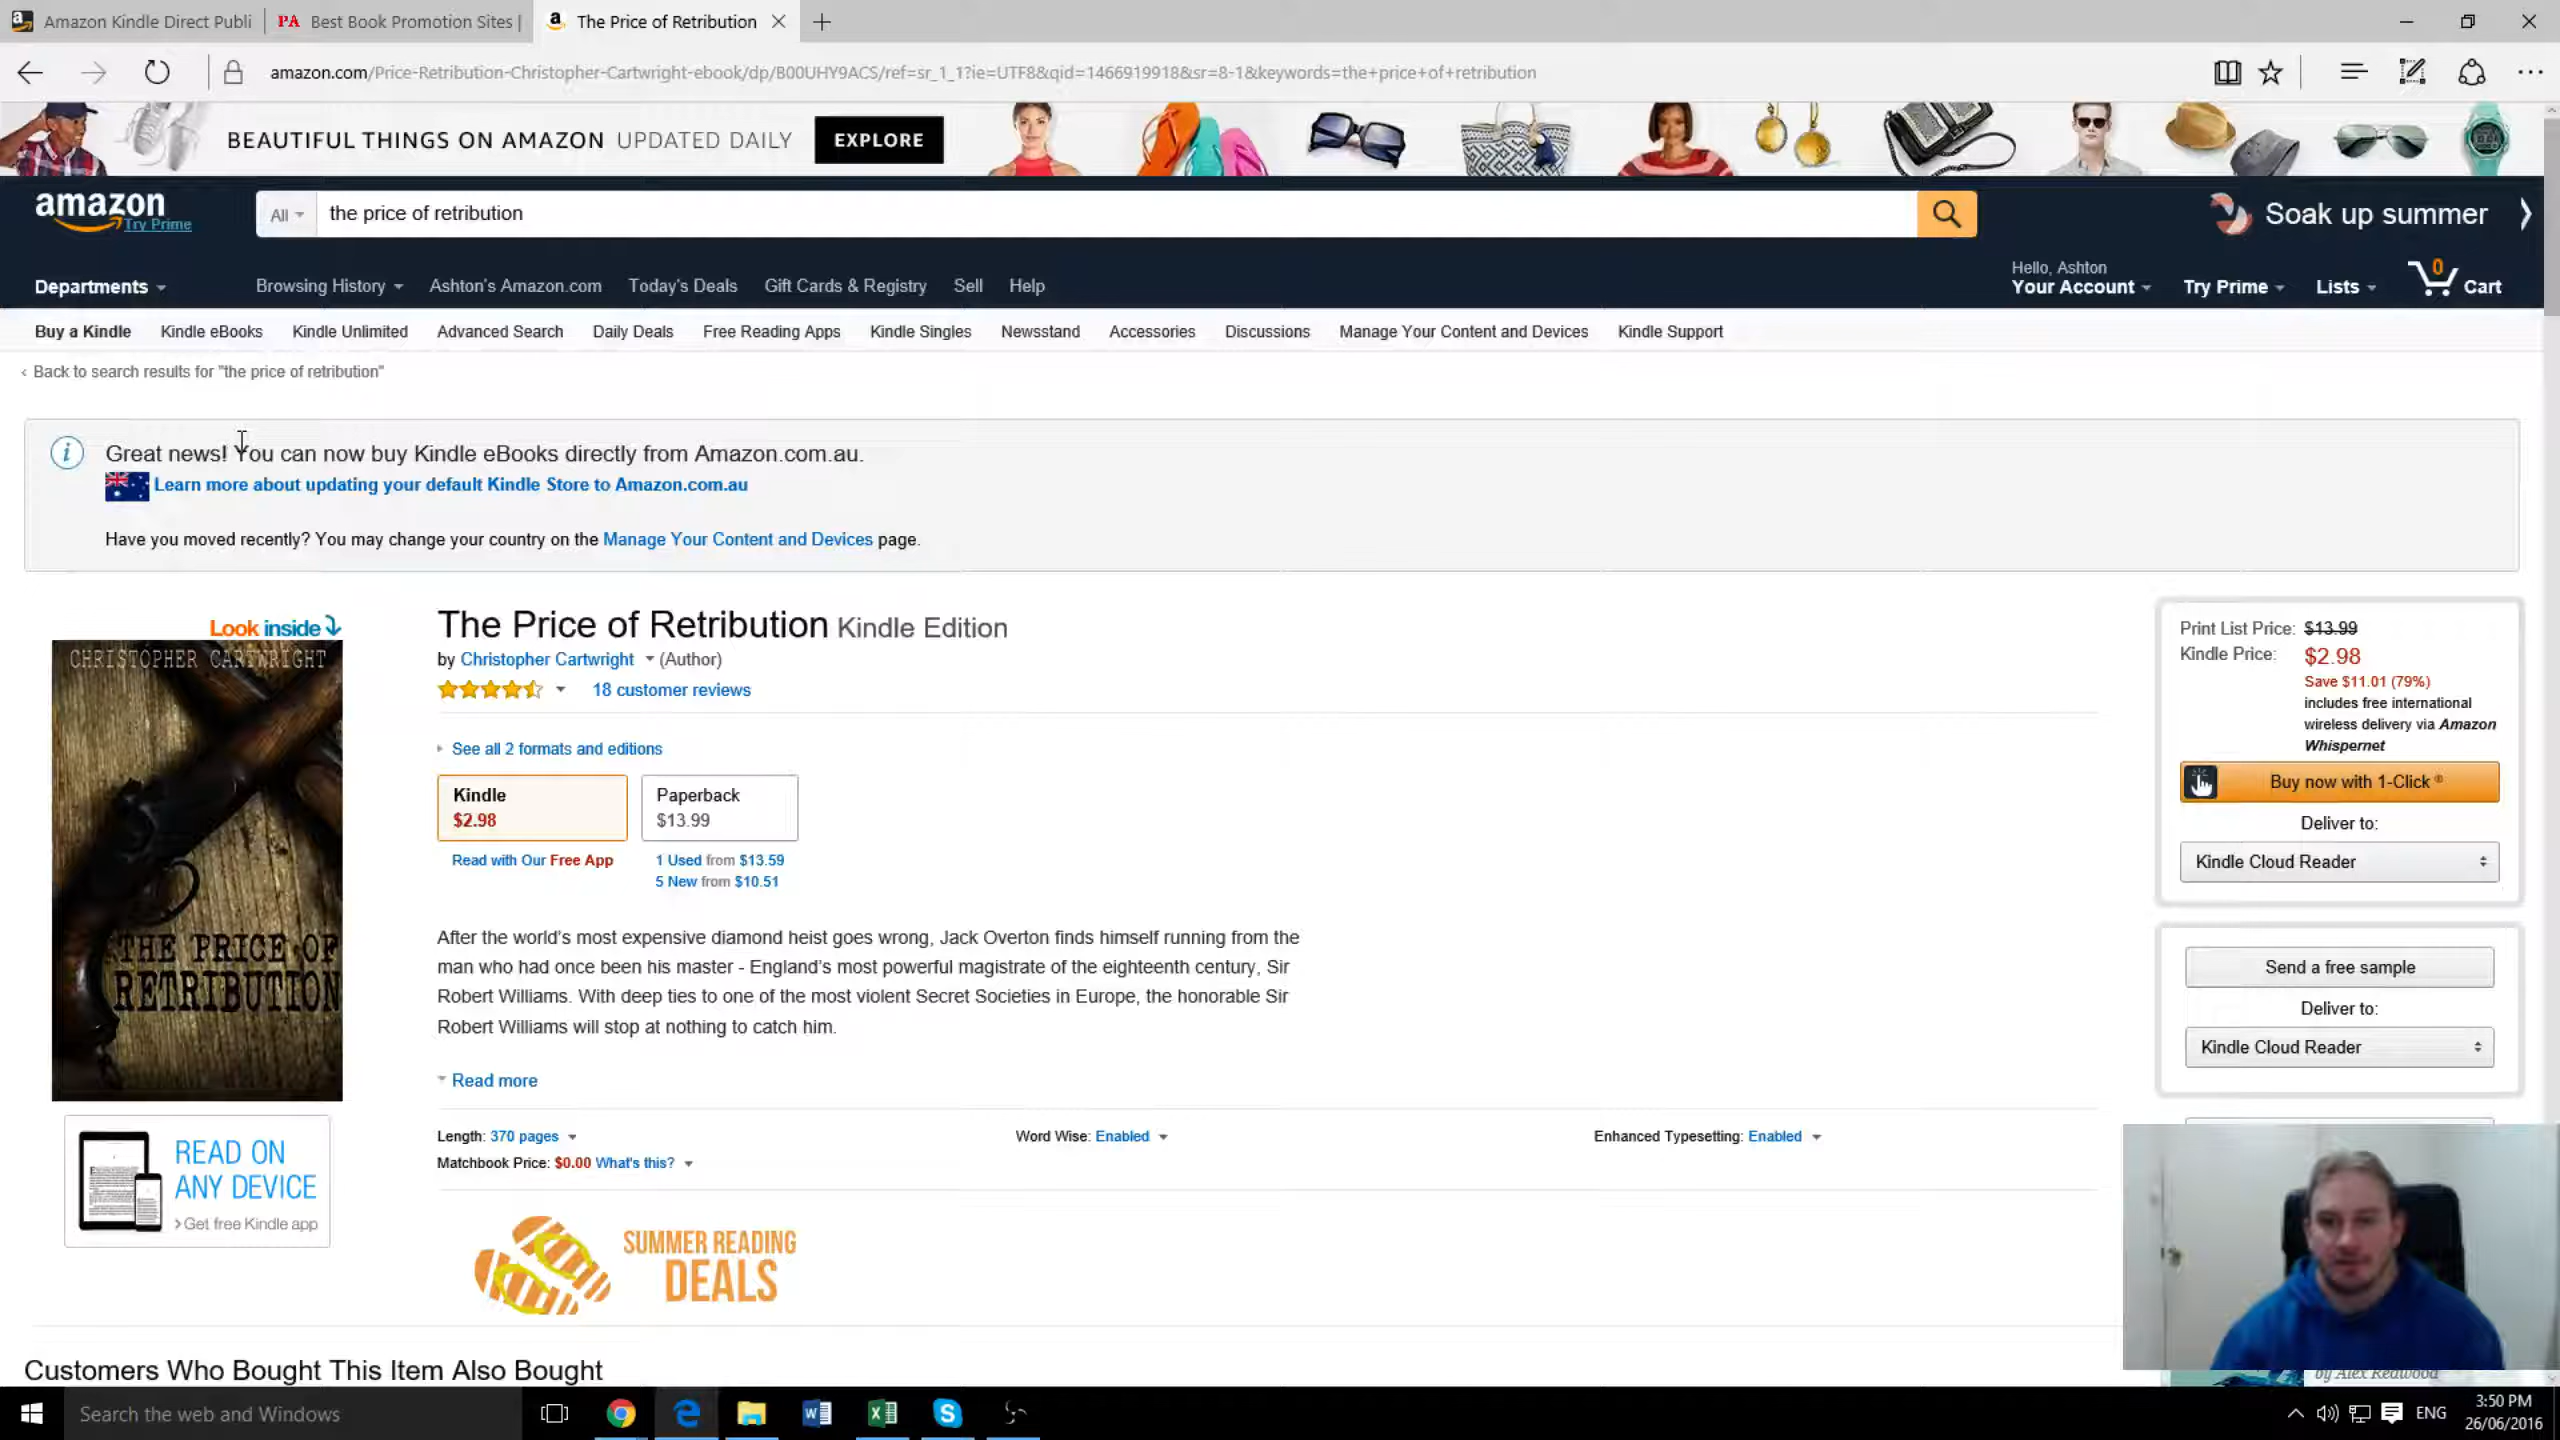 Amazon Kindle Direct Publi
PA Best Book Promotion Sites |
The Price of Retribution
amazon.com/Price-Retribution-Christopher-Cartwright-ebook/dp/B00UHY9ACS/ref=sr_1_1?ie=UTF8&qid=1466919918&sr=8-1&keywords=the+price+of+retribution
BEAUTIFUL THINGS ON AMAZON UPDATED DAILY EXPLORE
amazon
Try Prime
All
the price of retribution
Soak up summer
Departments
Browsing History
Ashton's Amazon.com
Today's Deals
Gift Cards & Registry
Sell
Help
Hello, Ashton
Your Account
Try Prime
Lists
0
Cart
Buy a Kindle
Kindle eBooks
Kindle Unlimited
Advanced Search
Daily Deals
Free Reading Apps
Kindle Singles
Newsstand
Accessories
Discussions
Manage Your Content and Devices
Kindle Support
‹ Back to search results for "the price of retribution"
Great news! You can now buy Kindle eBooks directly from Amazon.com.au.
Learn more about updating your default Kindle Store to Amazon.com.au
Have you moved recently? You may change your country on the Manage Your Content and Devices page.
Look inside
CHRISTOPHER CARTWRIGHT
THE PRICE OF
RETRIBUTION
READ ON
ANY DEVICE
›Get free Kindle app
The Price of Retribution Kindle Edition
by Christopher Cartwright (Author)
18 customer reviews
See all 2 formats and editions
Kindle
$2.98
Paperback
$13.99
Read with Our Free App
1 Used from $13.59
5 New from $10.51
After the world's most expensive diamond heist goes wrong, Jack Overton finds himself running from the
man who had once been his master - England's most powerful magistrate of the eighteenth century, Sir
Robert Williams. With deep ties to one of the most violent Secret Societies in Europe, the honorable Sir
Robert Williams will stop at nothing to catch him.
Read more
Length: 370 pages
Word Wise: Enabled
Enhanced Typesetting: Enabled
Matchbook Price: $0.00 What's this?
SUMMER READING
DEALS
Customers Who Bought This Item Also Bought
Print List Price: $13.99
Kindle Price: $2.98
Save $11.01 (79%)
includes free international
wireless delivery via Amazon
Whispernet
Buy now with 1-Click ®
Deliver to:
Kindle Cloud Reader
Send a free sample
Deliver to:
Kindle Cloud Reader
by Alex Redwood
Search the web and Windows
ENG
3:50 PM
26/06/2016